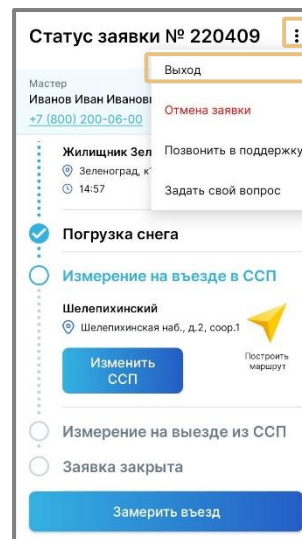 Статус заявки № 220409
Выход
Мастер
Иванов Иван Иванови
+7 (800) 200-06-00
Отмена заявки
Позвонить в поддержку
Задать свой вопрос
Жилищник Зел
Зеленоград, к
14:57
Погрузка снега
Измерение на въезде в ССП
Шелепихинский
Шелепихинская наб., д.2, соор.1
Изменить
ССП
Построить
маршрут
Измерение на выезде из ССП
Заявка закрыта
Замерить въезд